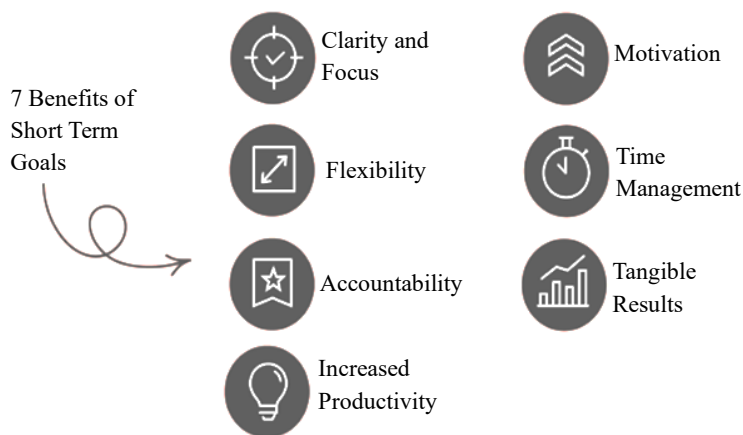 7 Benefits of
Short Term
Goals
Clarity and
Focus
Flexibility
Accountability
Increased
Productivity
Motivation
Time
Management
Tangible
Results